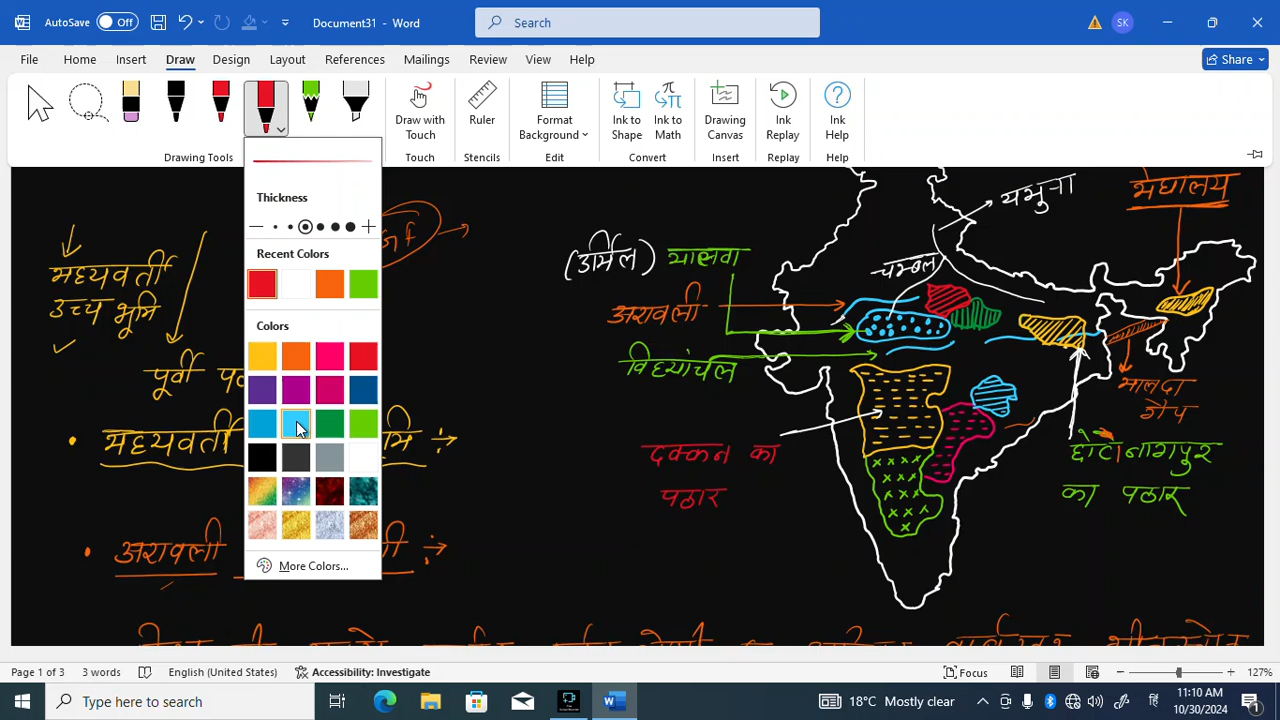 AutoSave Off Document31 - Word Search SK
File Home Insert Draw Design Layout References Mailings Review View Help Share
Draw with Touch Ruler Format Background Ink to Shape Ink to Math Drawing Canvas Ink Replay Ink Help
Drawing Tools Touch Stencils Edit Convert Insert Replay Help
Thickness
Recent Colors
Colors
More Colors...
मध्यवर्ती
उच्च भूमि
पूर्वी
मध्यवर्ती
अरावली
यमुना
मेघालय
चम्बल
(उर्मिल) मालवा
अरावली
विंध्यांचल
मालदा
गैप
दक्कन का
पठार
छोटा नागपुर
का पठार
Page 1 of 3 3 words English (United States) Accessibility: Investigate Focus 127%
Type here to search 18°C Mostly clear 11:10 AM
10/30/2024